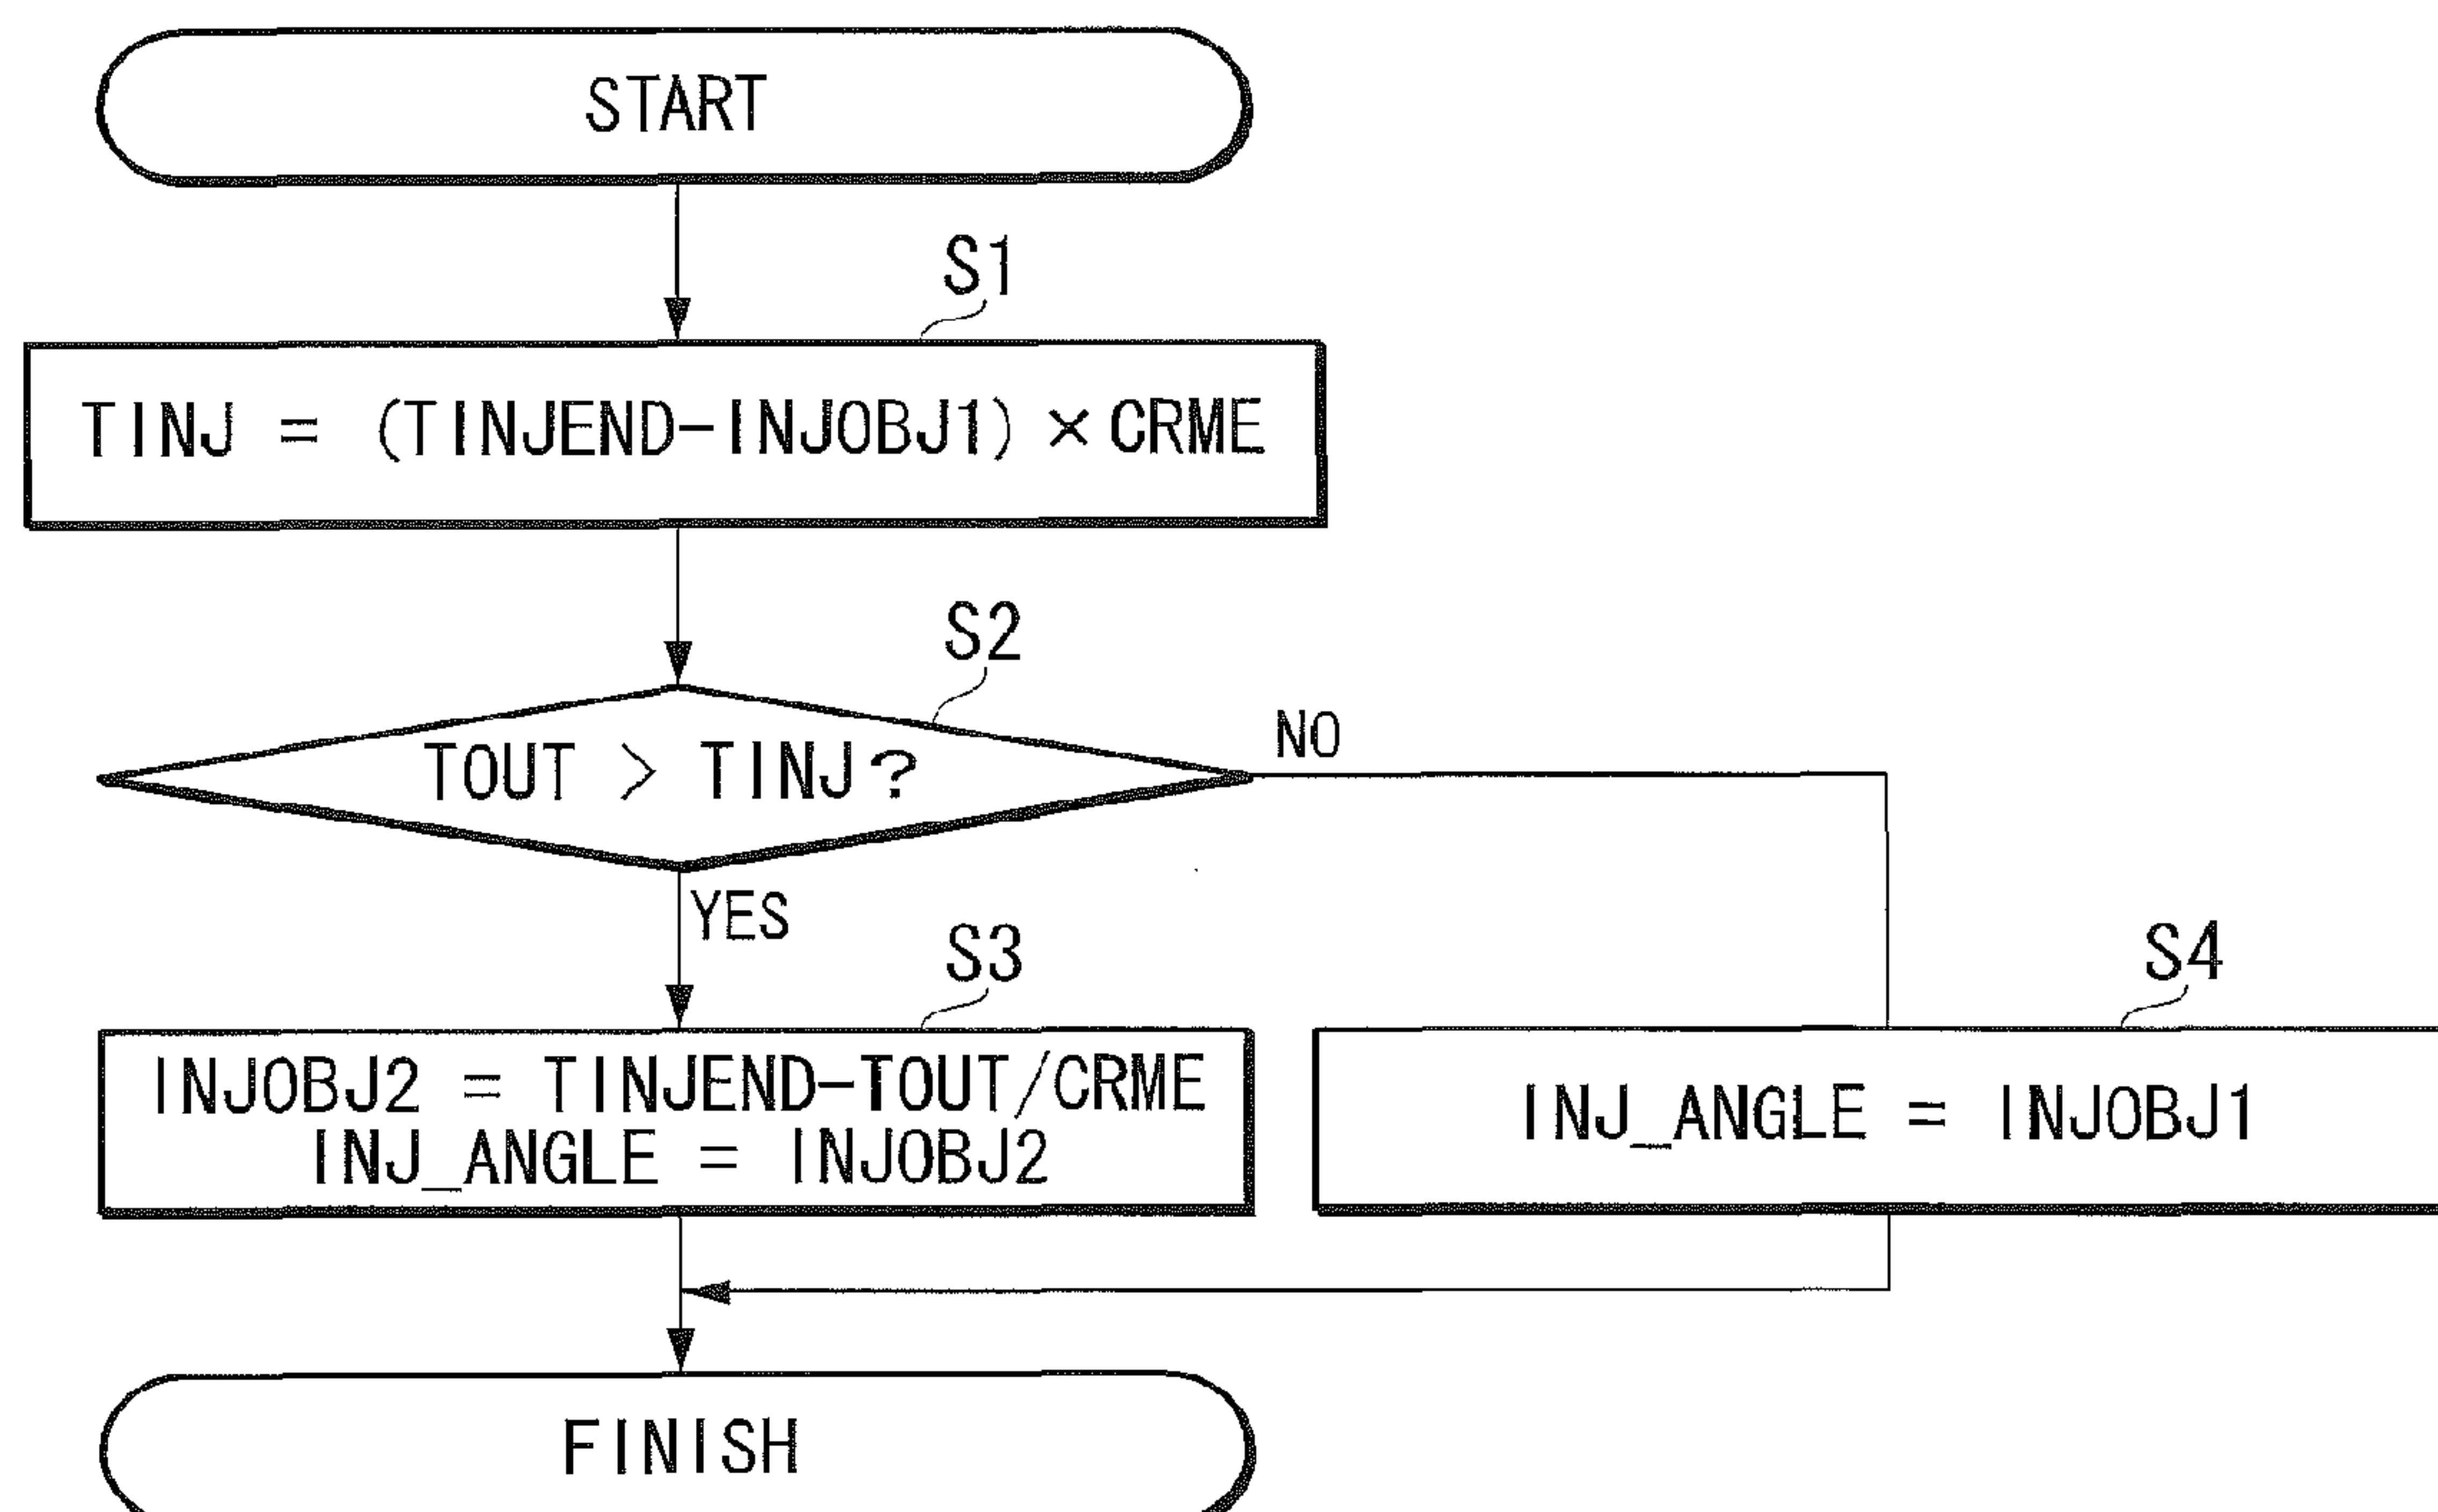 START
S1
TINJ = (TINJEND-INJOBJ1) × CRME
S2
TOUT > TINJ?
NO
YES
S3
INJOBJ2 = TINJEND-TOUT/CRME
INJ_ANGLE = INJOBJ2
S4
INJ_ANGLE = INJOBJ1
FINISH